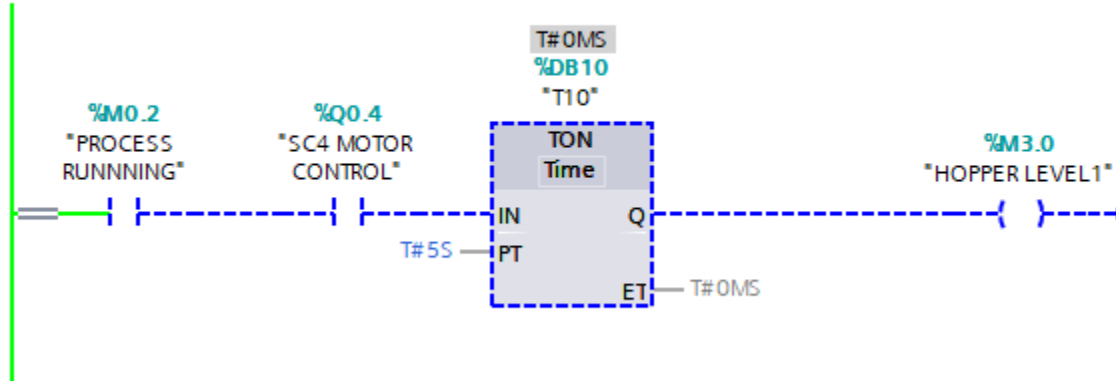 T#0MS
%DB10
"T10"
%M0.2
"PROCESS
RUNNNING"
%Q0.4
"SC4 MOTOR
CONTROL"
TON
Time
%M3.0
"HOPPER LEVEL1"
IN
Q
T#5S
PT
ET
T#0MS